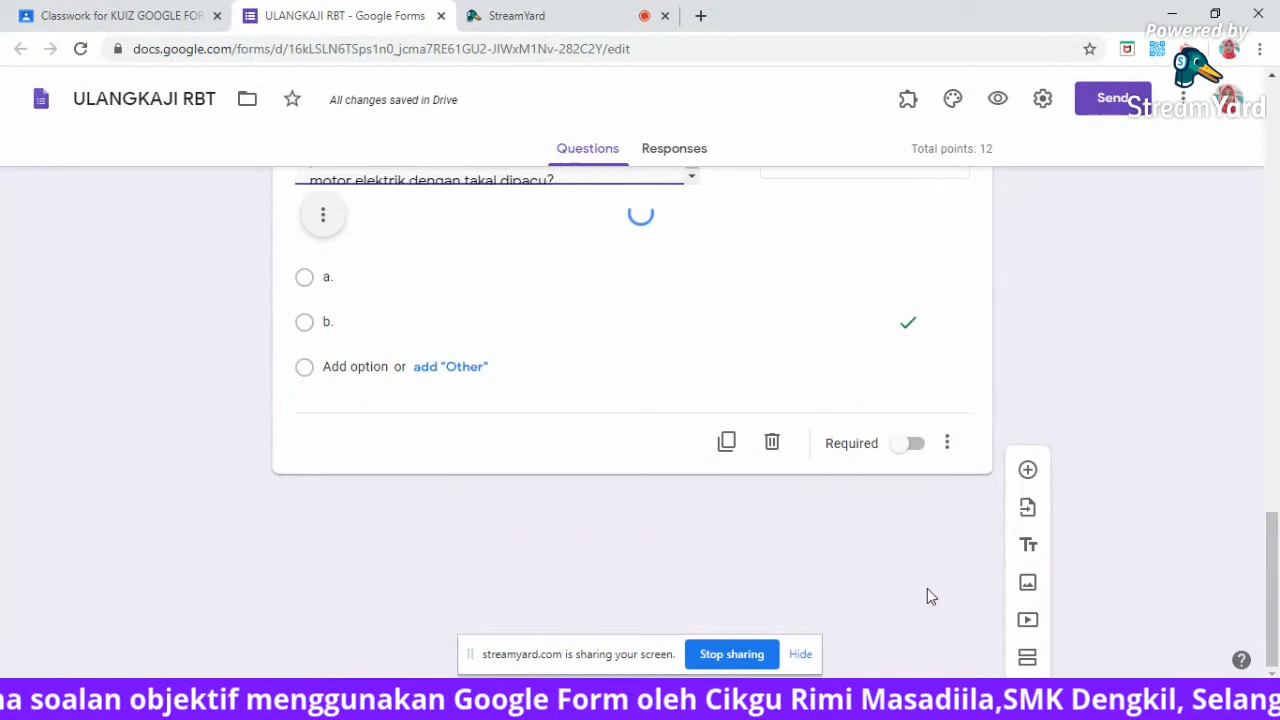 Classwork for KUIZ GOOGLE FOR
ULANGKAJI RBT - Google Forms
StreamYard
docs.google.com/forms/d/16kLSLN6TSps1n0_jcma7RE61GU2-JIWxM1Nv-282C2Y/edit
Powered by
StreamYard
ULANGKAJI RBT
All changes saved in Drive
Send
Questions
Responses
Total points: 12
motor elektrik dengan takal dipacu?
a.
b.
Add option or add "Other"
Required
streamyard.com is sharing your screen.
Stop sharing
Hide
soalan objektif menggunakan Google Form oleh Cikgu Rimi Masadiila,SMK Dengkil,